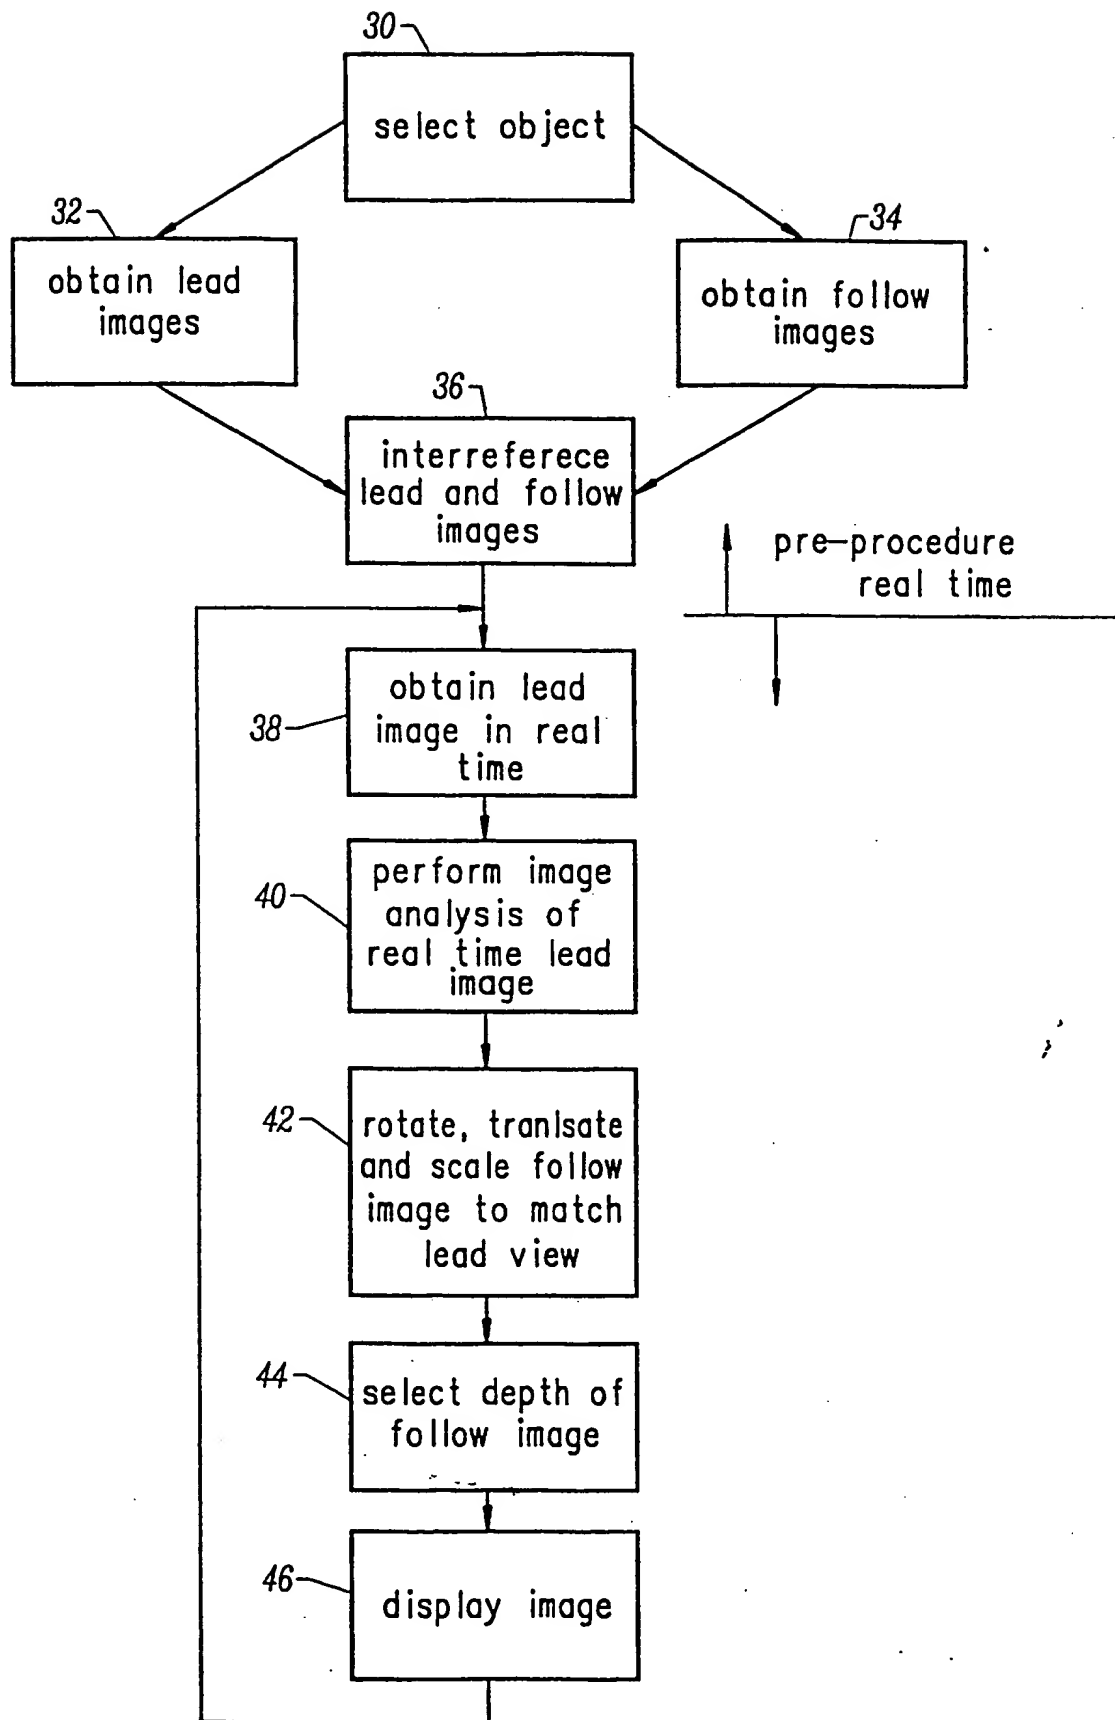 30
select object
32
obtain lead
images
34
obtain follow
images
36
interreferece
lead and follow
images
pre-procedure
real time
38
obtain lead
image in real
time
40
perform image
analysis of
real time lead
image
42
rotate, tranlsate
and scale follow
image to match
lead view
44
select depth of
follow image
46
display image